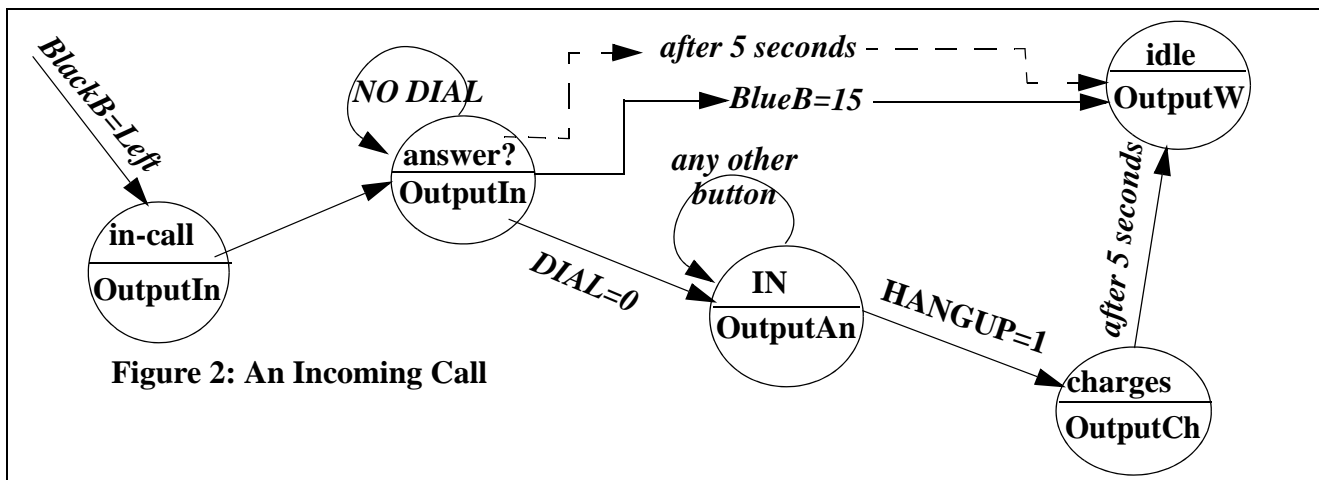 BlackB=Left
in-call
OutputIn
NO DIAL
answer?
OutputIn
after 5 seconds
BlueB=15
idle
OutputW
any other
button
DIAL=0
IN
OutputAn
HANGUP=1
after 5 seconds
charges
OutputCh
Figure 2: An Incoming Call